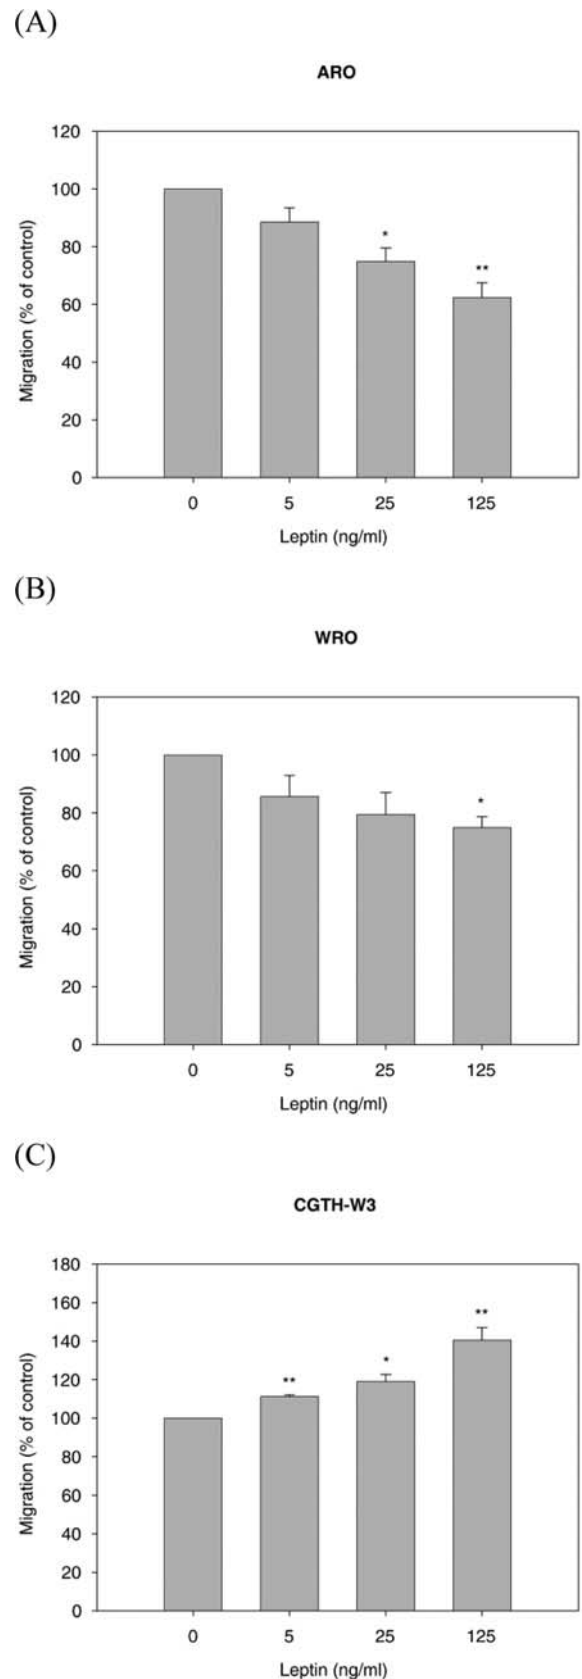 (A)
ARO
Migration (% of control)
120
100
80
60
40
20
0
*
**
0 5 25 125
Leptin (ng/ml)
(B)
WRO
Migration (% of control)
120
100
80
60
40
20
0
*
0 5 25 125
Leptin (ng/ml)
(C)
CGTH-W3
Migration (% of control)
180
160
140
120
100
80
60
40
20
0
**
*
**
0 5 25 125
Leptin (ng/ml)